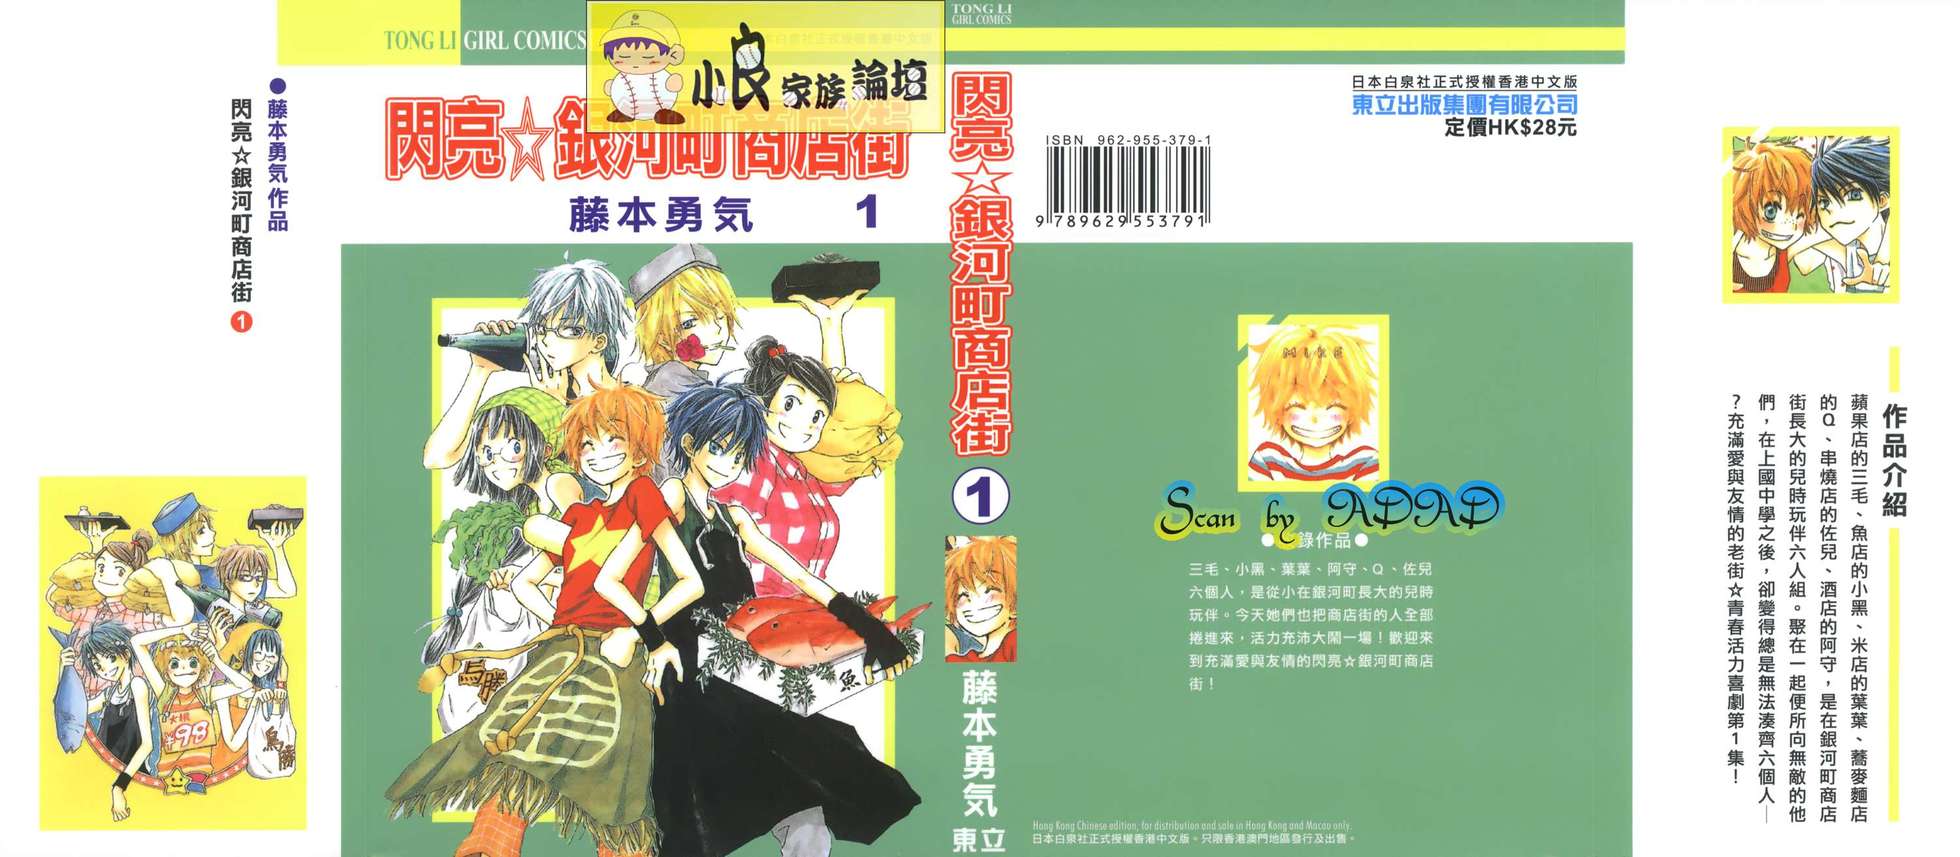 ●藤本勇気作品
閃亮☆銀河町商店街 1
TONG LI GIRL COMICS
小良家族論壇
閃亮☆銀河町商店街
藤本勇気 1
魚
¥98
TONG LI
GIRL COMICS
閃亮☆銀河町商店街
1
藤本勇気
東立
日本白泉社正式授權香港中文版
東立出版集團有限公司
定價HK$28元
ISBN 962-955-379-1
9 789629 553791
MIKE
Scan by ADAD
錄作品●
三毛、小黑、葉葉、阿守、Q、佐兒
六個人，是從小在銀河町長大的兒時
玩伴。今天她們也把商店街的人全部
捲進來，活力充沛大鬧一場！歡迎來
到充滿愛與友情的閃亮☆銀河町商店
街！
Hong Kong Chinese edition, for distribution and sale in Hong Kong and Macao only.
日本白泉社正式授權香港中文版。只限香港澳門地區發行及出售。
作品介紹
蘋果店的三毛、魚店的小黑、米店的葉葉、蕎麥麵店
的Q、串燒店的佐兒、酒店的阿守，是在銀河町商店
街長大的兒時玩伴六人組。聚在一起便所向無敵的他
們，在上國中學之後，卻變得總是無法湊齊六個人—
？充滿愛與友情的老街☆青春活力喜劇第1集！